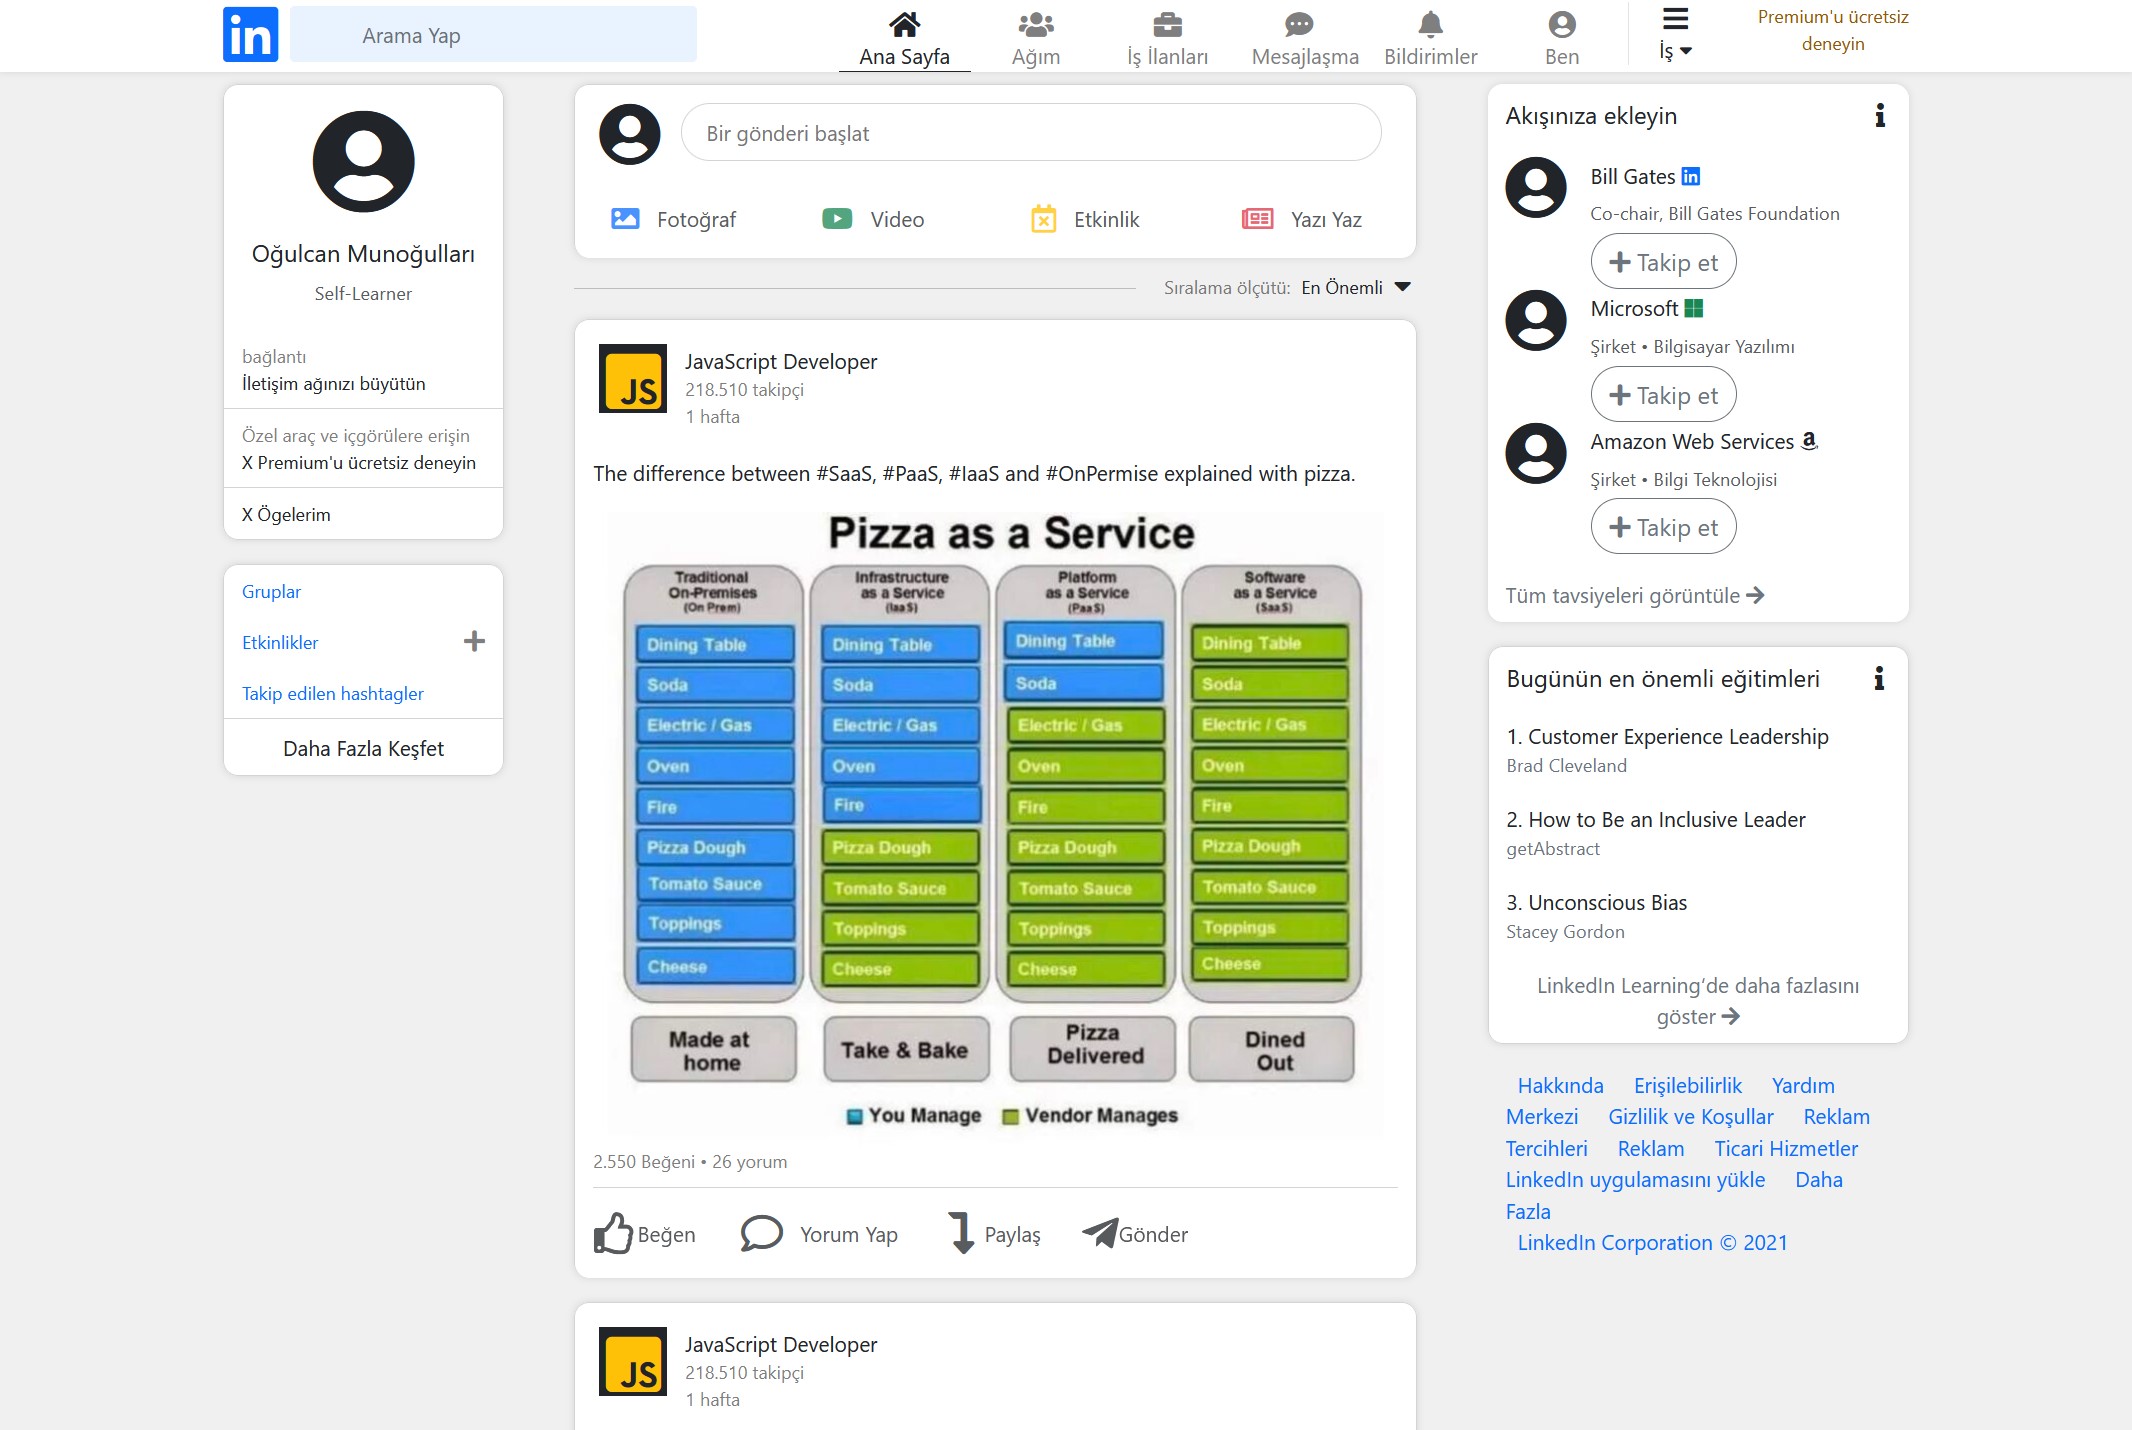 in
Arama Yap
Ana Sayfa
Ağım
İş İlanları
Mesajlaşma
Bildirimler
Ben
İş
Premium'u ücretsiz
deneyin
Oğulcan Munoğulları
Self-Learner
bağlantı
İletişim ağınızı büyütün
Özel araç ve içgörülere erişin
X Premium'u ücretsiz deneyin
X Ögelerim
Gruplar
Etkinlikler
Takip edilen hashtagler
Daha Fazla Keşfet
Bir gönderi başlat
Fotoğraf
Video
Etkinlik
Yazı Yaz
Sıralama ölçütü: En Önemli
JS
JavaScript Developer
218.510 takipçi
1 hafta
The difference between #SaaS, #PaaS, #IaaS and #OnPermise explained with pizza.
Pizza as a Service
Traditional
On-Premises
(On Prem)
Dining Table
Soda
Electric / Gas
Oven
Fire
Pizza Dough
Tomato Sauce
Toppings
Cheese
Made at
home
Infrastructure
as a Service
(IaaS)
Dining Table
Soda
Electric / Gas
Oven
Fire
Pizza Dough
Tomato Sauce
Toppings
Cheese
Take & Bake
Platform
as a Service
(PaaS)
Dining Table
Soda
Electric / Gas
Oven
Fire
Pizza Dough
Tomato Sauce
Toppings
Cheese
Pizza
Delivered
Software
as a Service
(SaaS)
Dining Table
Soda
Electric / Gas
Oven
Fire
Pizza Dough
Tomato Sauce
Toppings
Cheese
Dined
Out
You Manage
Vendor Manages
2.550 Beğeni • 26 yorum
Beğen
Yorum Yap
Paylaş
Gönder
JS
JavaScript Developer
218.510 takipçi
1 hafta
Akışınıza ekleyin
Bill Gates in
Co-chair, Bill Gates Foundation
Takip et
Microsoft
Şirket • Bilgisayar Yazılımı
Takip et
Amazon Web Services a
Şirket • Bilgi Teknolojisi
Takip et
Tüm tavsiyeleri görüntüle
Bugünün en önemli eğitimleri
1. Customer Experience Leadership
Brad Cleveland
2. How to Be an Inclusive Leader
getAbstract
3. Unconscious Bias
Stacey Gordon
LinkedIn Learning’de daha fazlasını
göster
Hakkında Erişilebilirlik Yardım
Merkezi Gizlilik ve Koşullar Reklam
Tercihleri Reklam Ticari Hizmetler
LinkedIn uygulamasını yükle Daha
Fazla
LinkedIn Corporation © 2021